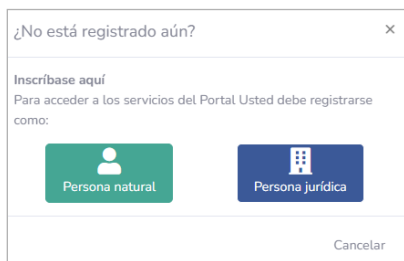 ¿No está registrado aún? ×
Inscríbase aquí
Para acceder a los servicios del Portal Usted debe registrarse
como:
Persona natural Persona jurídica
Cancelar